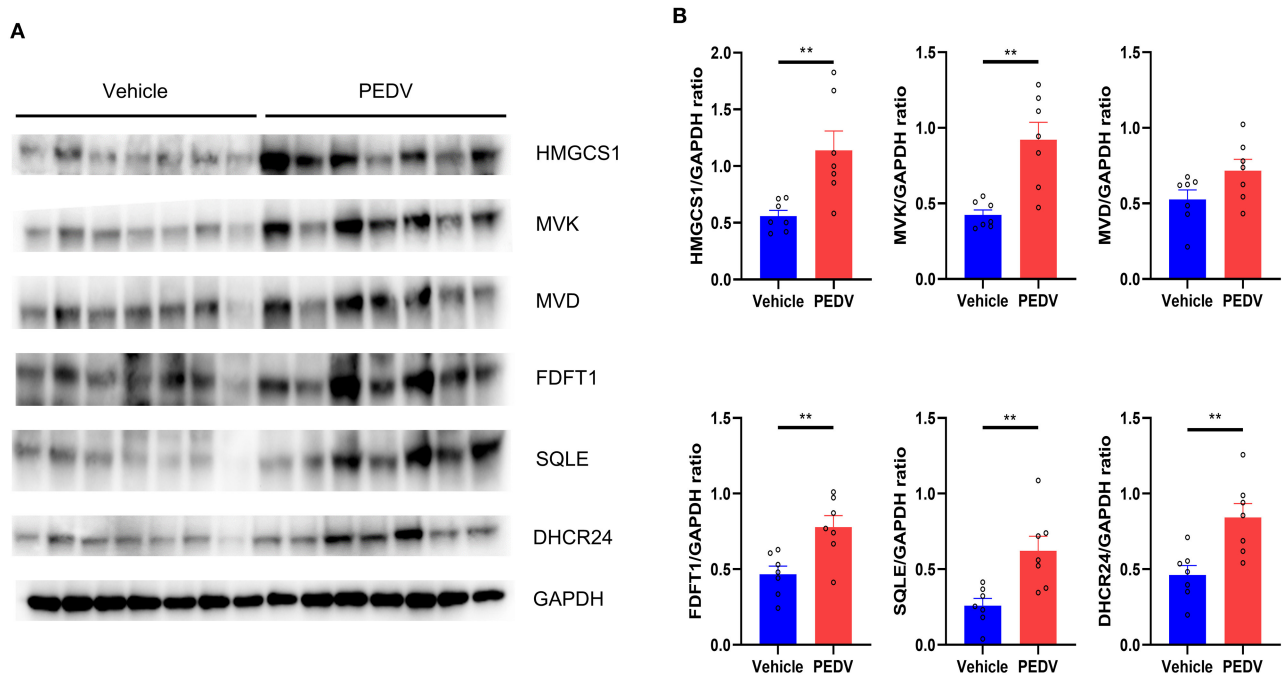 A
Vehicle PEDV
HMGCS1
MVK
MVD
FDFT1
SQLE
DHCR24
GAPDH
B
HMGCS1/GAPDH ratio
2.0
1.5
1.0
0.5
0.0
**
Vehicle PEDV
MVK/GAPDH ratio
1.5
1.0
0.5
0.0
**
Vehicle PEDV
MVD/GAPDH ratio
1.5
1.0
0.5
0.0
Vehicle PEDV
FDFT1/GAPDH ratio
1.5
1.0
0.5
0.0
**
Vehicle PEDV
SQLE/GAPDH ratio
1.5
1.0
0.5
0.0
**
Vehicle PEDV
DHCR24/GAPDH ratio
1.5
1.0
0.5
0.0
**
Vehicle PEDV